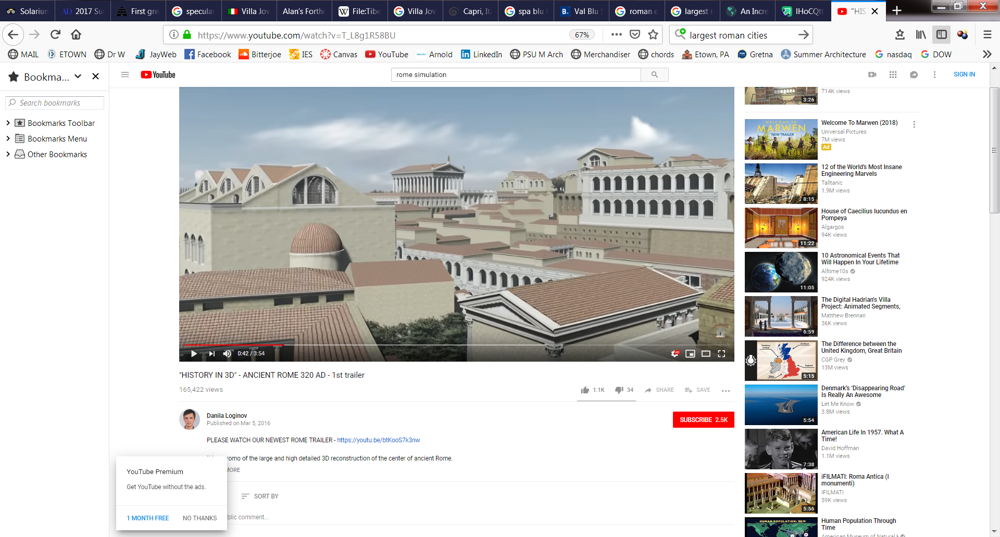 Solarium
AD 2017 Su
First gre
specular
Villa Jov
Alan's Forth
File:Tibe
Villa Jov
Capri, It
spa blu
Val Blu
roman e
largest r
An Incre
IHoCQt
"HIS
https://www.youtube.com/watch?v=T_L8g1R58BU
67%
largest roman cities
MAIL
ETOWN
Dr W
JayWeb
Facebook
Bitterjoe
IES
Canvas
YouTube
Arnold
LinkedIn
PSU M Arch
Merchandiser
chords
Etown, PA
Gretna
Summer Architecture
nasdaq
DOW
Bookma...
Search bookmarks
Bookmarks Toolbar
Bookmarks Menu
Other Bookmarks
YouTube
rome simulation
SIGN IN
0:42 / 3:54
HD
"HISTORY IN 3D" - ANCIENT ROME 320 AD - 1st trailer
165,422 views
1.1K
34
SHARE
SAVE
Danila Loginov
Published on Mar 5, 2016
SUBSCRIBE 2.5K
PLEASE WATCH OUR NEWEST ROME TRAILER - https://youtu.be/btKooS7k3nw
romo of the large and high detailed 3D reconstruction of the center of ancient Rome.
MORE
SORT BY
blic comment...
YouTube Premium
Get YouTube without the ads.
1 MONTH FREE
NO THANKS
3:26
714K views
WELCOME TO
MARWEN
NEW TRAILER
Welcome To Marwen (2018)
Universal Pictures
7M views
Ad
8:15
12 of the World's Most Insane
Engineering Marvels
Talltanic
1.9M views
11:22
House of Caecilius Iucundus en
Pompeya
Algargos
94K views
11:05
10 Astronomical Events That
Will Happen In Your Lifetime
Alltime10s
924K views
6:59
The Digital Hadrian's Villa
Project: Animated Segments,
Matthew Brennan
36K views
5:15
The Difference between the
United Kingdom, Great Britain
CGP Grey
13M views
5:54
Denmark's 'Disappearing Road'
Is Really An Awesome
Let Me Know
3.8M views
7:38
American Life In 1957. What A
Time!
David Hoffman
1.1M views
5:56
iFILMATI: Roma Antica (I
monumenti)
iFILMATI
59K views
HUMAN POPULATION: 182 M
Human Population Through
Time
American Museum of Natural H